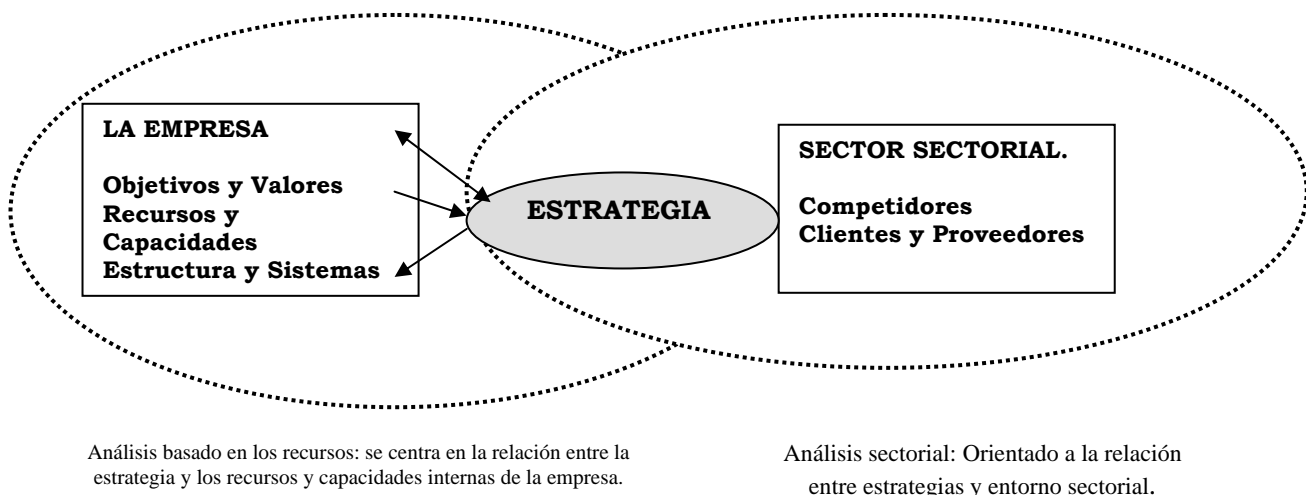 LA EMPRESA
Objetivos y Valores
Recursos y
Capacidades
Estructura y Sistemas
ESTRATEGIA
SECTOR SECTORIAL.
Competidores
Clientes y Proveedores
Análisis basado en los recursos: se centra en la relación entre la
estrategia y los recursos y capacidades internas de la empresa.
Análisis sectorial: Orientado a la relación
entre estrategias y entorno sectorial.